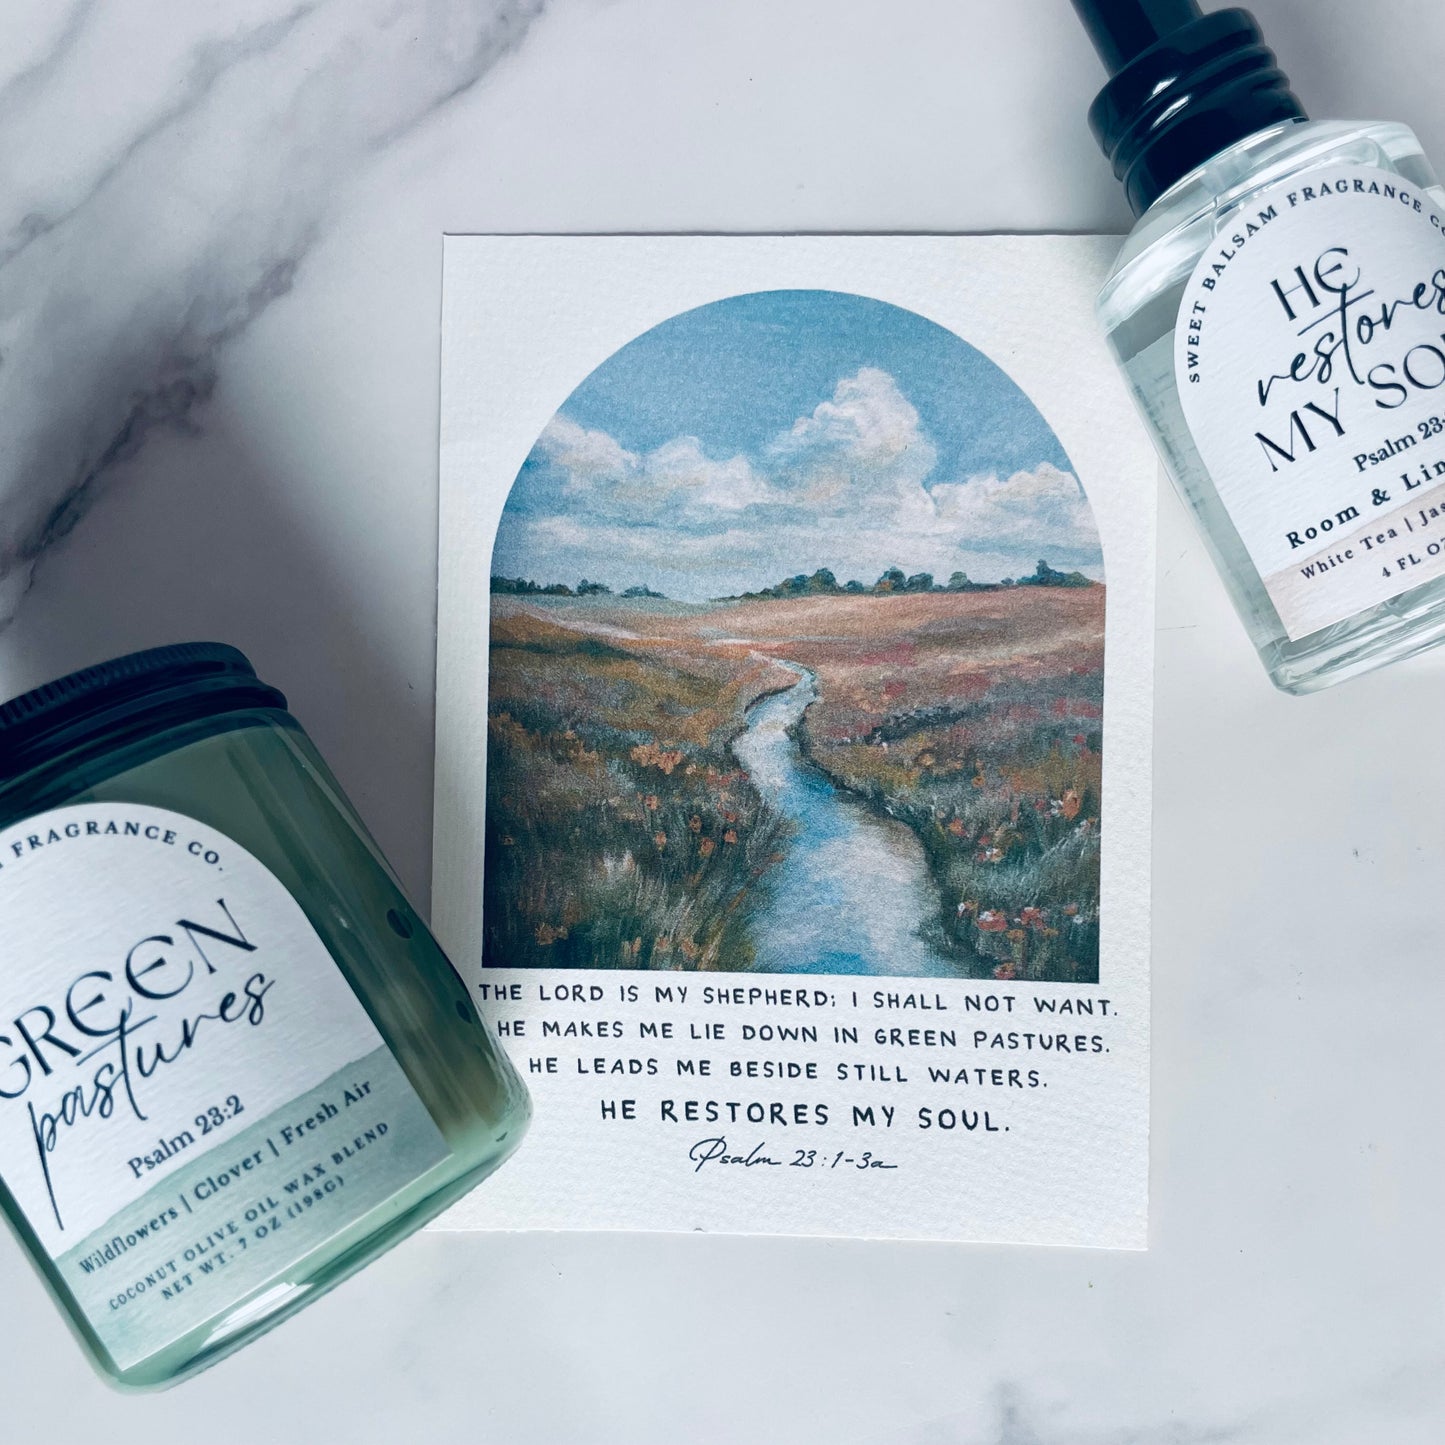 SWEET BALSAM FRAGRANCE
HE
restores
MY
Psalm 23:
Room &
White Tea |
4 FL OZ
THE LORD IS MY SHEPHERD; I SHALL NOT WANT.
HE MAKES ME LIE DOWN IN GREEN PASTURES.
HE LEADS ME BESIDE STILL WATERS.
HE RESTORES MY SOUL.
Psalm 23:1-3a
FRAGRANCE CO.
GREEN
pastures
Psalm 23:2
Wildflowers | Clover | Fresh Air
COCONUT OLIVE OIL WAX BLEND
NET WT. 7 OZ (198G)